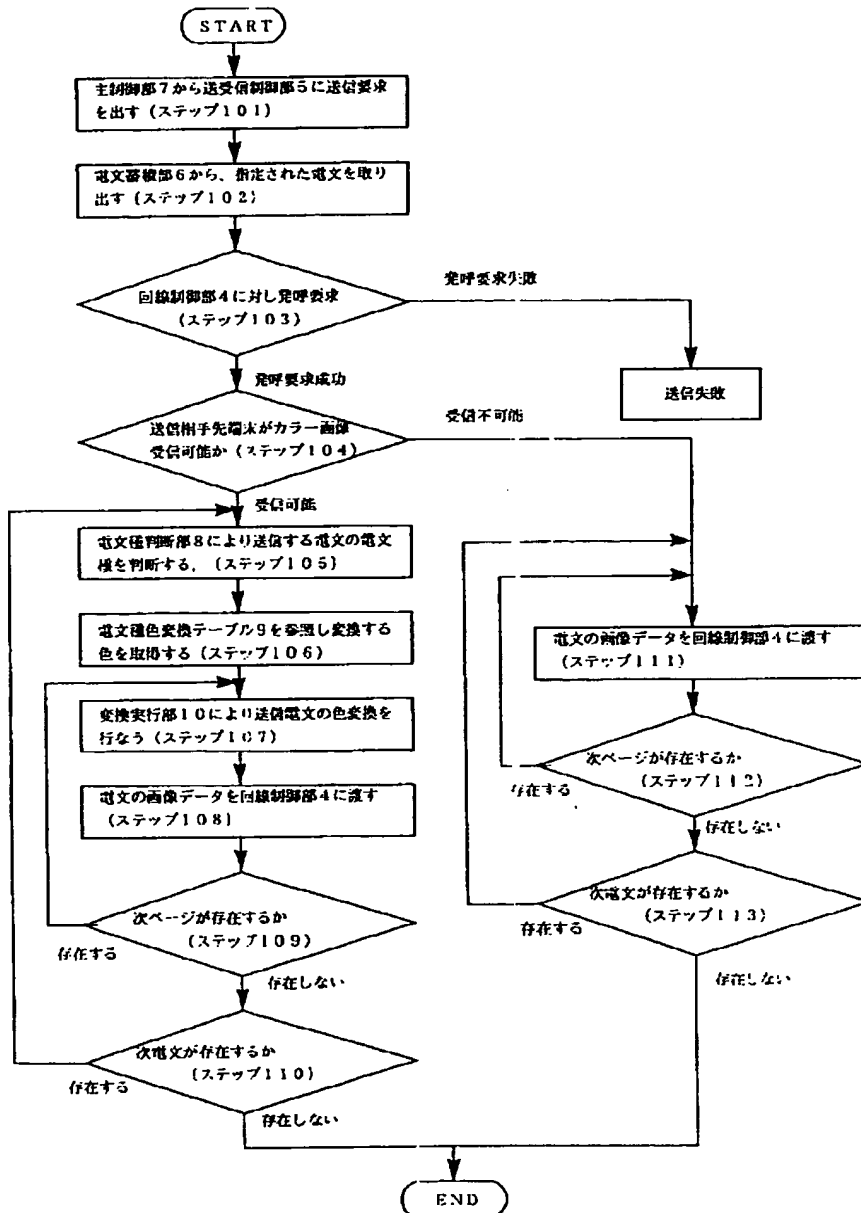 START
主制御部7から送受信制御部5に送信要求
を出す(ステップ101)
電文蓄積部6から、指定された電文を取り
出す(ステップ102)
回線制御部4に対し発呼要求
(ステップ103)
発呼要求失敗
送信失敗
発呼要求成功
送信相手先端末がカラー画像
受信可能か(ステップ104)
受信不可能
受信可能
電文種判断部8により送信する電文の電文
種を判断する。(ステップ105)
電文種色変換テーブル9を参照し変換する
色を取得する(ステップ106)
変換実行部10により送信電文の色変換を
行なう(ステップ107)
電文の画像データを回線制御部4に渡す
(ステップ108)
次ページが存在するか
(ステップ109)
存在する
存在しない
次電文が存在するか
(ステップ110)
存在する
存在しない
電文の画像データを回線制御部4に渡す
(ステップ111)
次ページが存在するか
(ステップ112)
存在する
存在しない
次電文が存在するか
(ステップ113)
存在する
存在しない
END